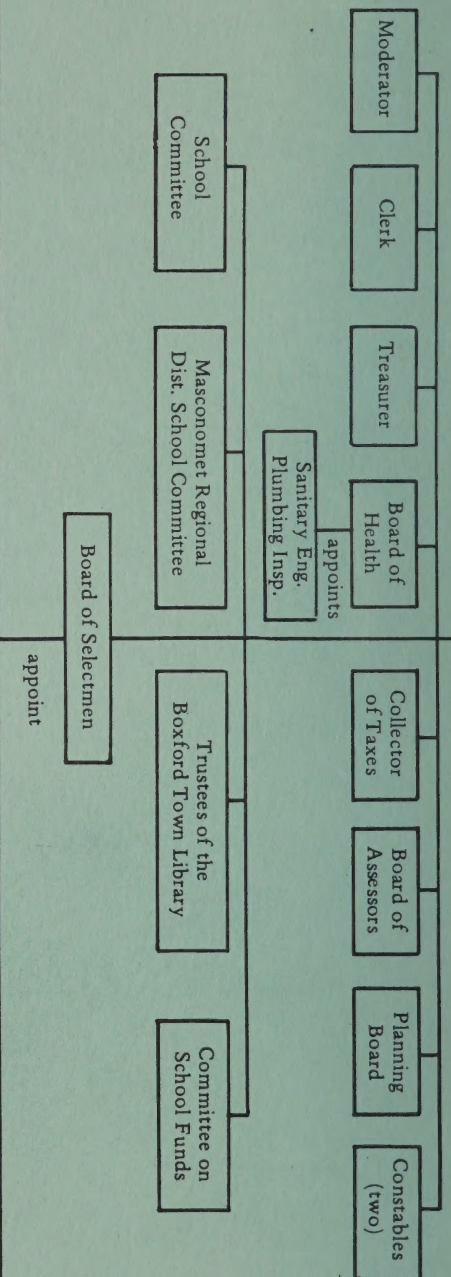 Moderator
Clerk
Treasurer
Board of
Health
Collector
of Taxes
Board of
Assessors
Planning
Board
Constables
(two)
appoints
Sanitary Eng.
Plumbing Insp.
School
Committee
Masconomet Regional
Dist. School Committee
Trustees of the
Boxford Town Library
Committee on
School Funds
Board of Selectmen
appoint